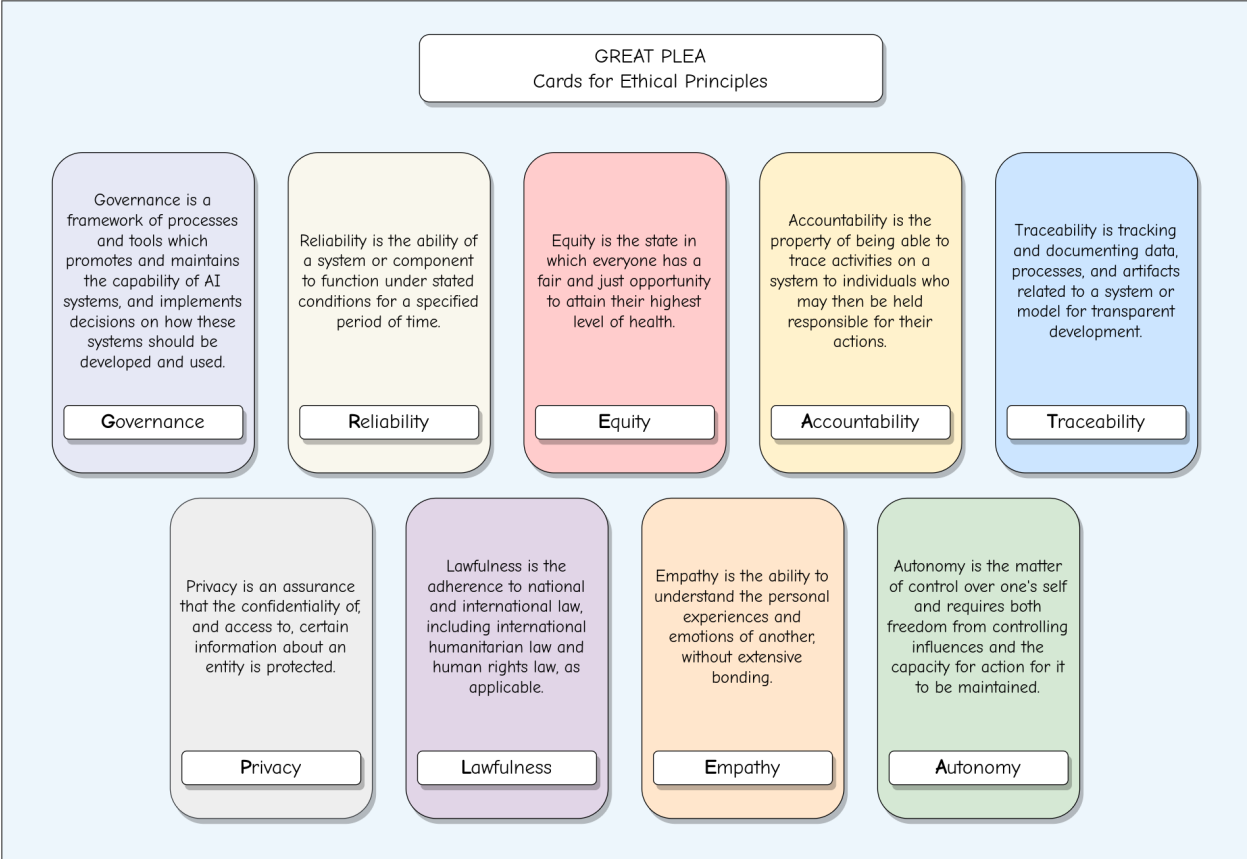 GREAT PLEA
Cards for Ethical Principles
Governance is a
framework of processes
and tools which
promotes and maintains
the capability of AI
systems, and implements
decisions on how these
systems should be
developed and used.
Governance
Reliability is the ability of
a system or component
to function under stated
conditions for a specified
period of time.
Reliability
Equity is the state in
which everyone has a
fair and just opportunity
to attain their highest
level of health.
Equity
Accountability is the
property of being able to
trace activities on a
system to individuals who
may then be held
responsible for their
actions.
Accountability
Traceability is tracking
and documenting data,
processes, and artifacts
related to a system or
model for transparent
development.
Traceability
Privacy is an assurance
that the confidentiality of,
and access to, certain
information about an
entity is protected.
Privacy
Lawfulness is the
adherence to national
and international law,
including international
humanitarian law and
human rights law, as
applicable.
Lawfulness
Empathy is the ability to
understand the personal
experiences and
emotions of another,
without extensive
bonding.
Empathy
Autonomy is the matter
of control over one's self
and requires both
freedom from controlling
influences and the
capacity for action for it
to be maintained.
Autonomy